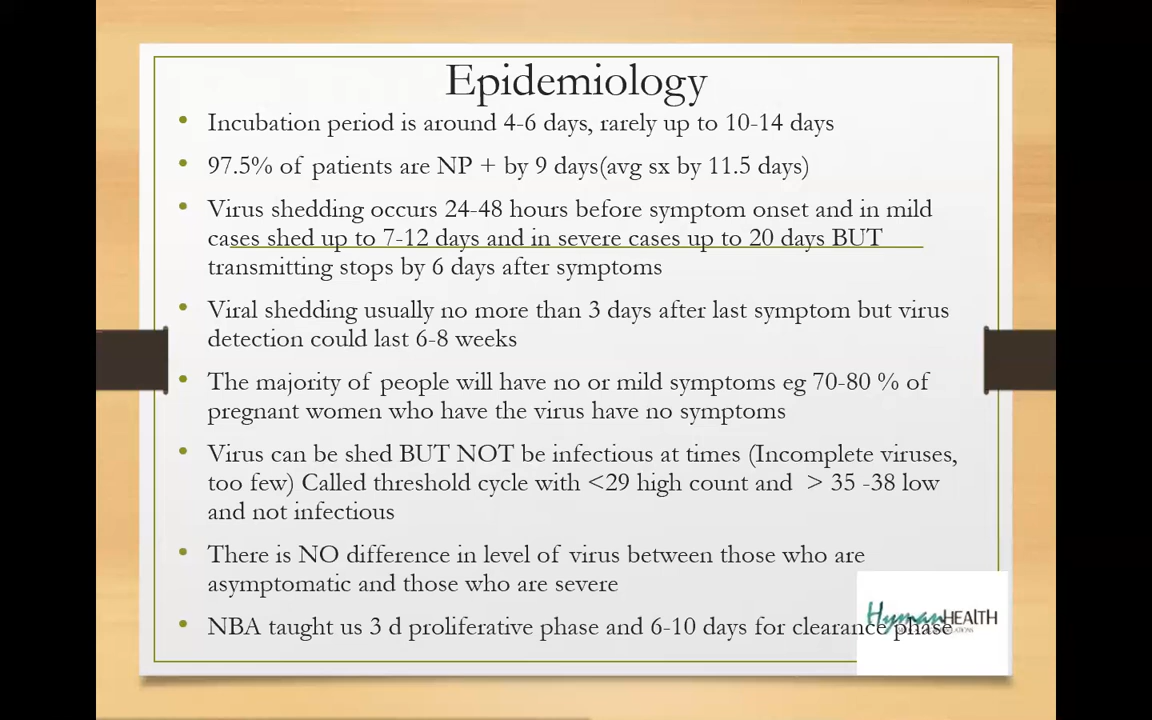 Epidemiology
• Incubation period is around 4-6 days, rarely up to 10-14 days
• 97.5% of patients are NP + by 9 days(avg sx by 11.5 days)
• Virus shedding occurs 24-48 hours before symptom onset and in mild
cases shed up to 7-12 days and in severe cases up to 20 days BUT
transmitting stops by 6 days after symptoms
• Viral shedding usually no more than 3 days after last symptom but virus
detection could last 6-8 weeks
• The majority of people will have no or mild symptoms eg 70-80 % of
pregnant women who have the virus have no symptoms
• Virus can be shed BUT NOT be infectious at times (Incomplete viruses,
too few) Called threshold cycle with <29 high count and > 35 -38 low
and not infectious
• There is NO difference in level of virus between those who are
asymptomatic and those who are severe
• NBA taught us 3 d proliferative phase and 6-10 days for clearance phase
HymanHEALTH